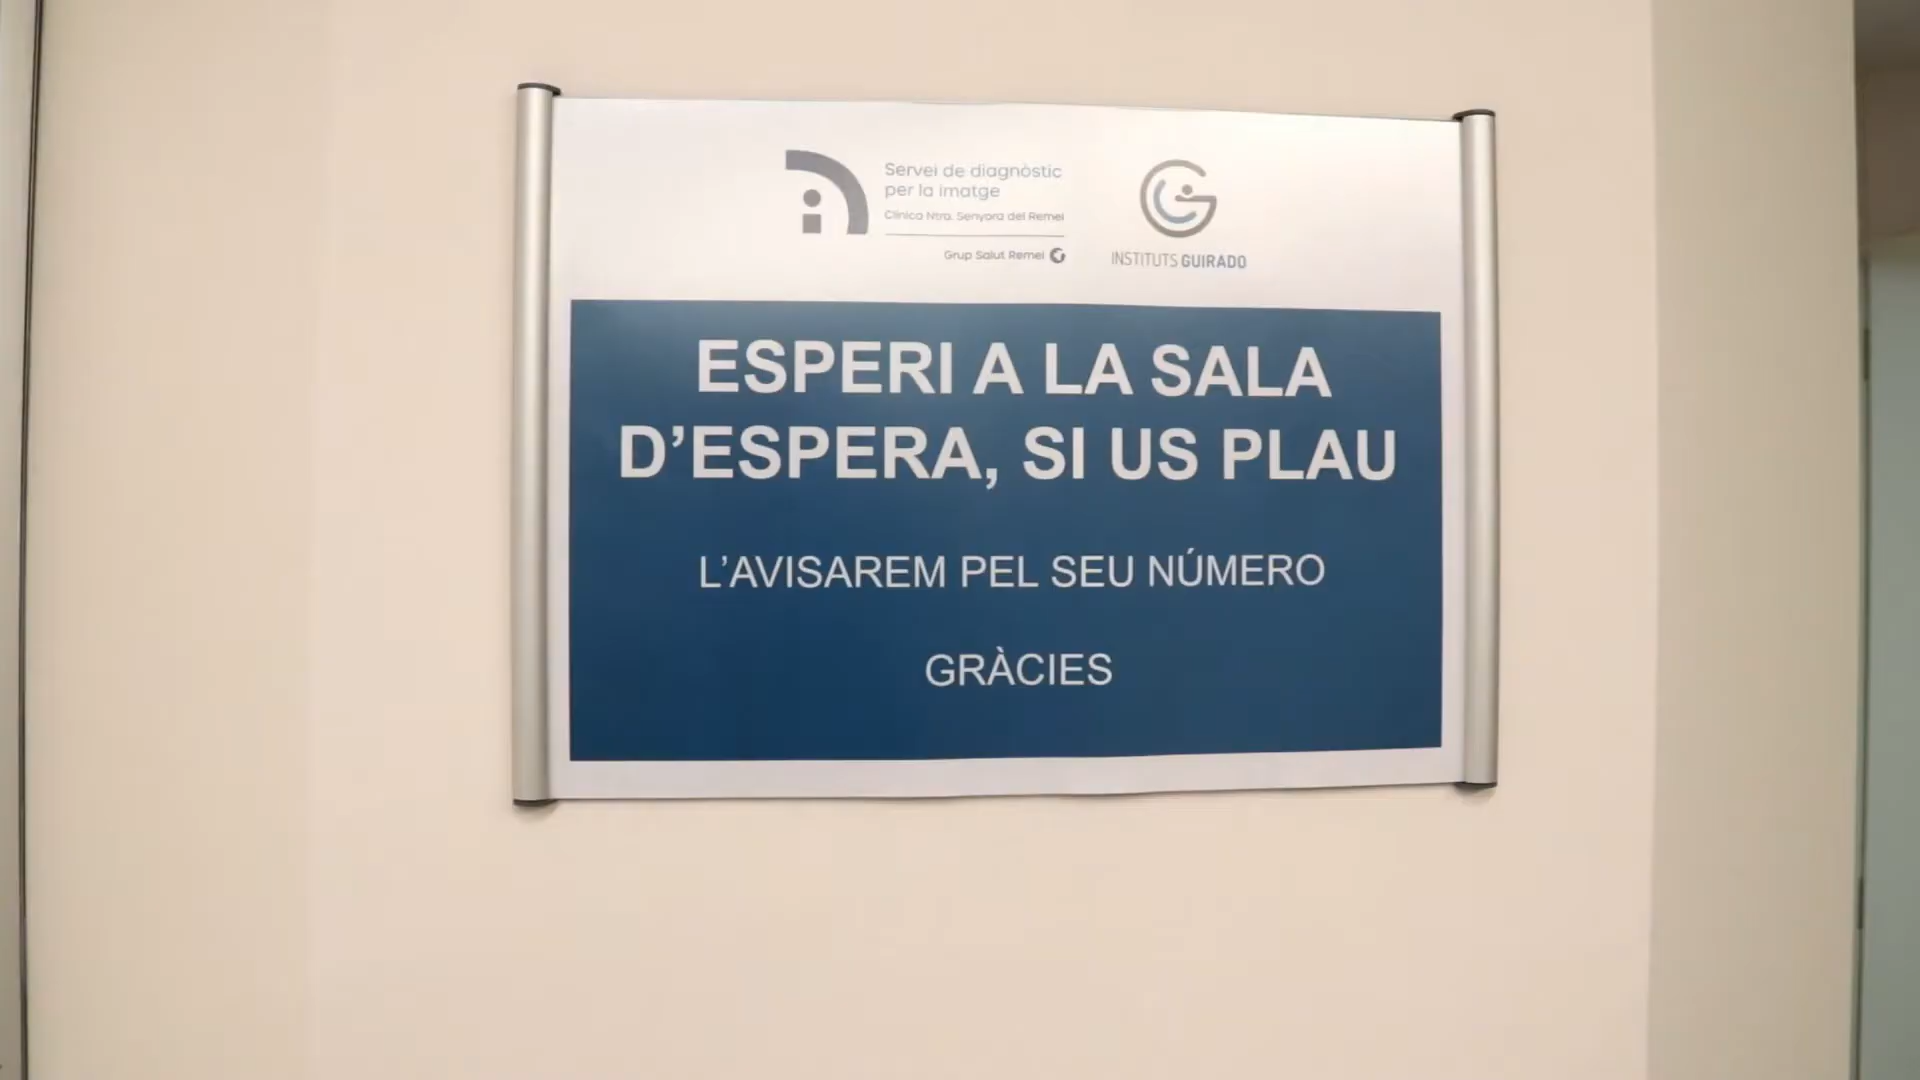 Servei de diagnòstic
per la imatge
Clínica Ntra. Senyora del Remei
Grup Salut Remei
INSTITUTS GUIRADO
ESPERI A LA SALA
D’ESPERA, SI US PLAU
L’AVISAREM PEL SEU NÚMERO
GRÀCIES